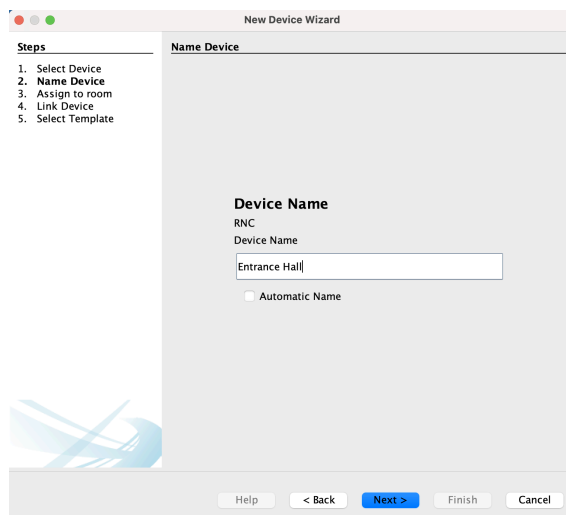 New Device Wizard
Steps
1. Select Device
2. Name Device
3. Assign to room
4. Link Device
5. Select Template
Name Device
Device Name
RNC
Device Name
Entrance Hall
Automatic Name
Help
< Back
Next >
Finish
Cancel